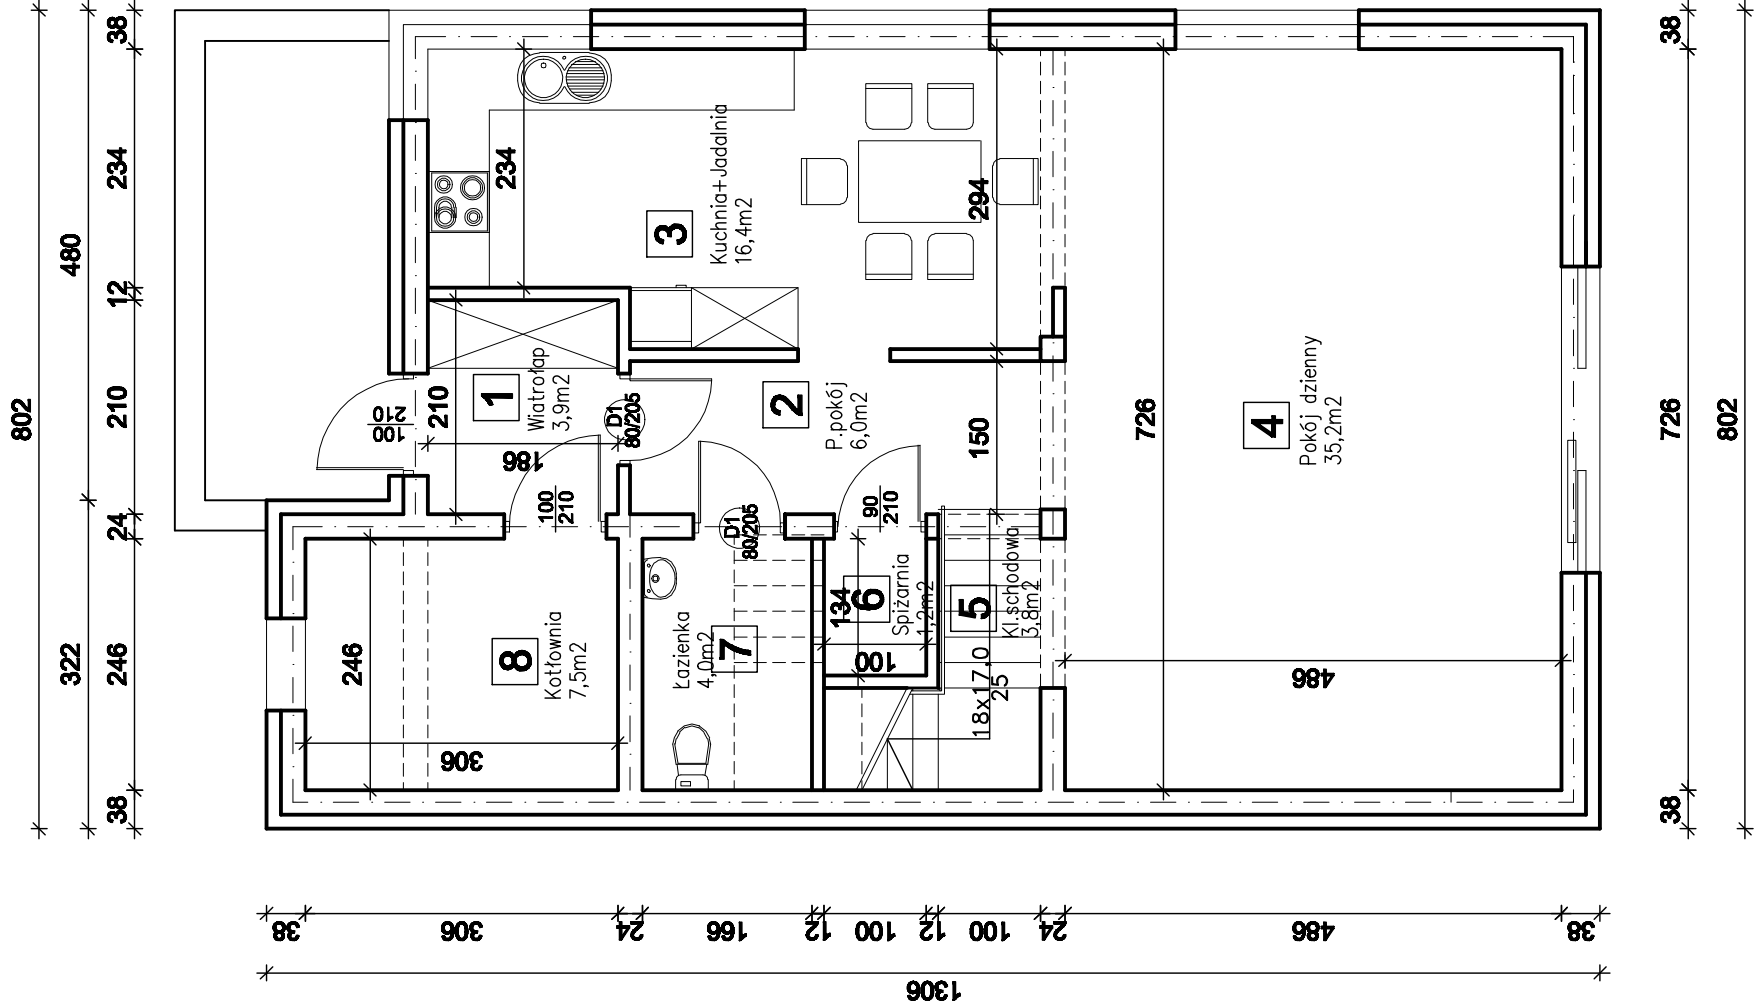 802
480
322
38
234
12
210
24
246
38
234
3
Kuchnia+Jadalnia
16,4m2
294
1
Wiatrołap
3,9m2
210
186
100
210
D1
80/205
2
P.pokój
6,0m2
150
100
210
D1
80/205
90
210
726
4
Pokój dzienny
35,2m2
486
8
Kotłownia
7,5m2
246
306
Łazienka
4,0m2
7
6
134
Spiżarnia
1,2m2
100
5
Kl.schodowa
3,8m2
18x17,0
25
38
726
38
802
38
306
24
166
12
100
12
100
24
486
38
1306